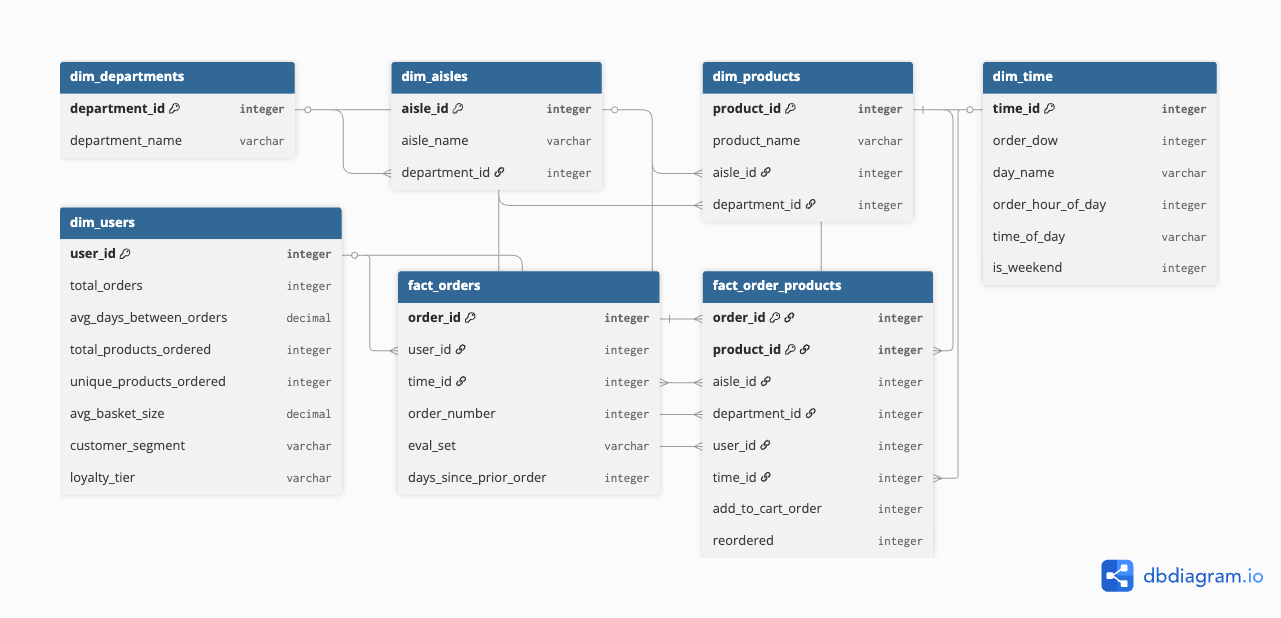 dim_departments
department_id integer
department_name varchar
dim_aisles
aisle_id integer
aisle_name varchar
department_id integer
dim_products
product_id integer
product_name varchar
aisle_id integer
department_id integer
dim_time
time_id integer
order_dow integer
day_name varchar
order_hour_of_day integer
time_of_day varchar
is_weekend integer
dim_users
user_id integer
total_orders integer
avg_days_between_orders decimal
total_products_ordered integer
unique_products_ordered integer
avg_basket_size decimal
customer_segment varchar
loyalty_tier varchar
fact_orders
order_id integer
user_id integer
time_id integer
order_number integer
eval_set varchar
days_since_prior_order integer
fact_order_products
order_id integer
product_id integer
aisle_id integer
department_id integer
user_id integer
time_id integer
add_to_cart_order integer
reordered integer
dbdiagram.io